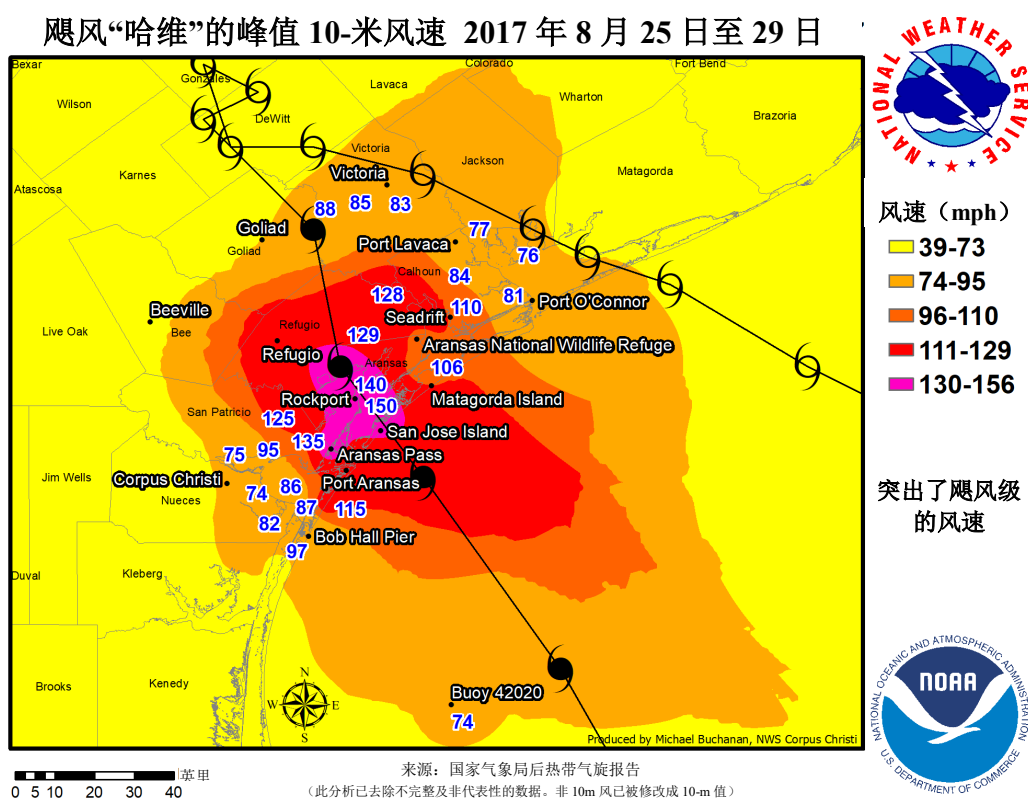 飓风“哈维”的峰值 10-米风速 2017 年 8 月 25 日至 29 日
NATIONAL WEATHER SERVICE
Bexar
Gonzales
Colorado
Fort Bend
Lavaca
Wilson
Wharton
DeWitt
Brazoria
Victoria
Jackson
Karnes
Victoria
Matagorda
Atascosa
88
85
83
风速（mph）
Goliad
77
Port Lavaca
Goliad
76
39-73
Calhoun
84
74-95
128
81
Port O'Connor
Beeville
110
Seadrift
96-110
Live Oak
Bee
Refugio
129
Aransas National Wildlife Refuge
111-129
Refugio
Aransas
106
140
130-156
Rockport
150
Matagorda Island
San Patricio
125
San Jose Island
135
75
95
Aransas Pass
Jim Wells
Corpus Christi
Port Aransas
74
86
Nueces
87
115
突出了飓风级
的风速
82
Bob Hall Pier
97
Duval
Kleberg
Brooks
Kenedy
N
W
E
S
Buoy 42020
74
NATIONAL OCEANIC AND ATMOSPHERIC ADMINISTRATION
NOAA
U.S. DEPARTMENT OF COMMERCE
Produced by Michael Buchanan, NWS Corpus Christi
英里
0 5 10 20 30 40
来源：国家气象局后热带气旋报告
（此分析已去除不完整及非代表性的数据。非 10m 风已被修改成 10-m 值）